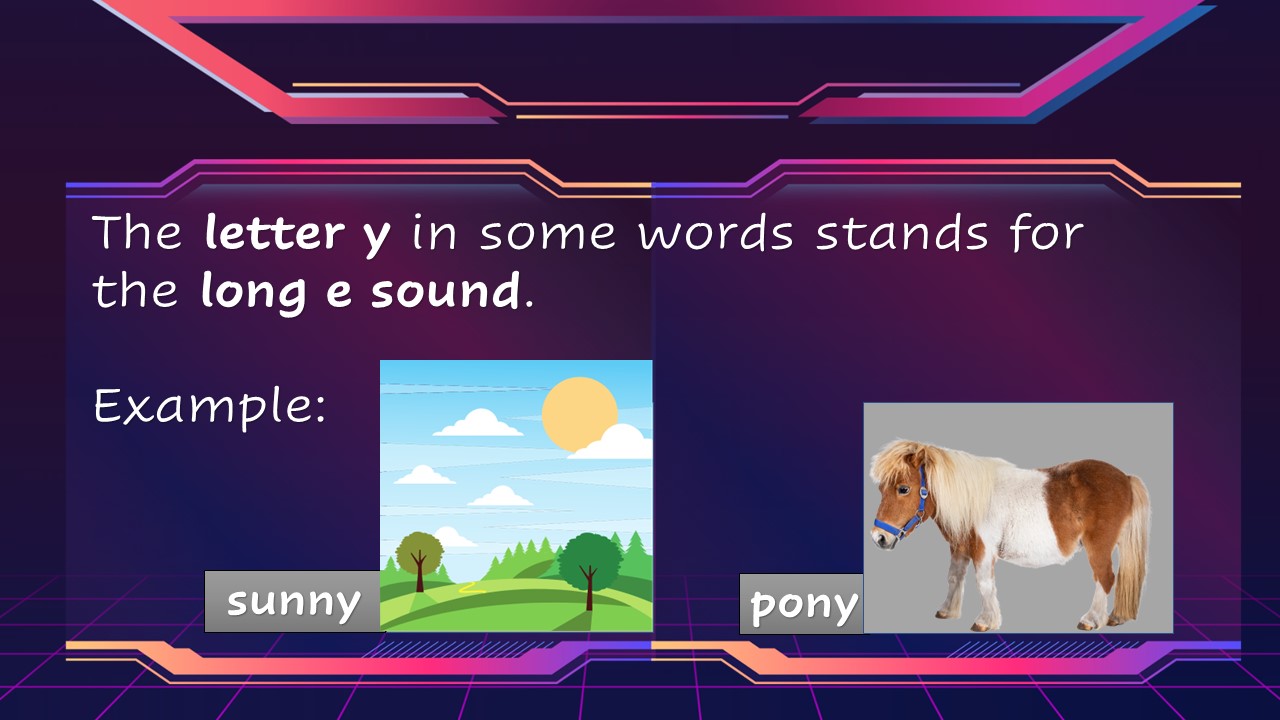 The letter y in some words stands for
the long e sound.
Example:
sunny
pony